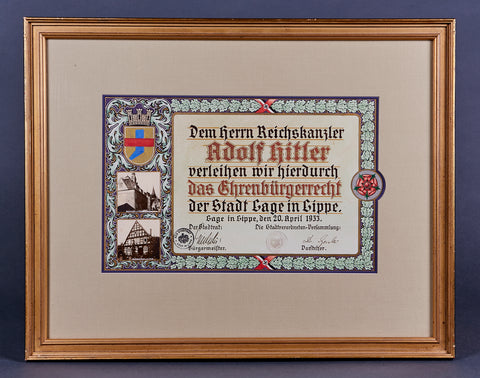 Dem Herrn Reichskanzler
Adolf Hitler
verleihen wir hierdurch
das Ehrenbürgerrecht
der Stadt Lage in Lippe.
Lage in Lippe, den 20. April 1933.
Der Stadtrat: Die Stadtverordneten-Versammlung:
Bürgermeister. Vorsitzender.